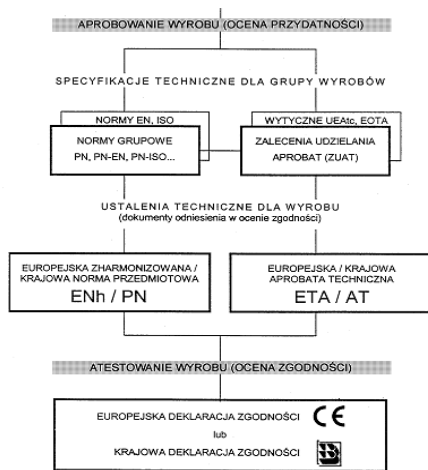 APROBOWANIE WYROBU (OCENA PRZYDATNOŚCI)
SPECYFIKACJE TECHNICZNE DLA GRUPY WYROBÓW
NORMY EN, ISO
NORMY GRUPOWE
PN, PN-EN, PN-ISO...
WYTYCZNE UEAtc, EOTA
ZALECENIA UDZIELANIA
APROBAT (ZUAT)
USTALENIA TECHNICZNE DLA WYROBU
(dokumenty odniesienia w ocenie zgodności)
EUROPEJSKA ZHARMONIZOWANA /
KRAJOWA NORMA PRZEDMIOTOWA
ENh / PN
EUROPEJSKA / KRAJOWA
APROBATA TECHNICZNA
ETA / AT
ATESTOWANIE WYROBU (OCENA ZGODNOŚCI)
EUROPEJSKA DEKLARACJA ZGODNOŚCI CE
lub
KRAJOWA DEKLARACJA ZGODNOŚCI